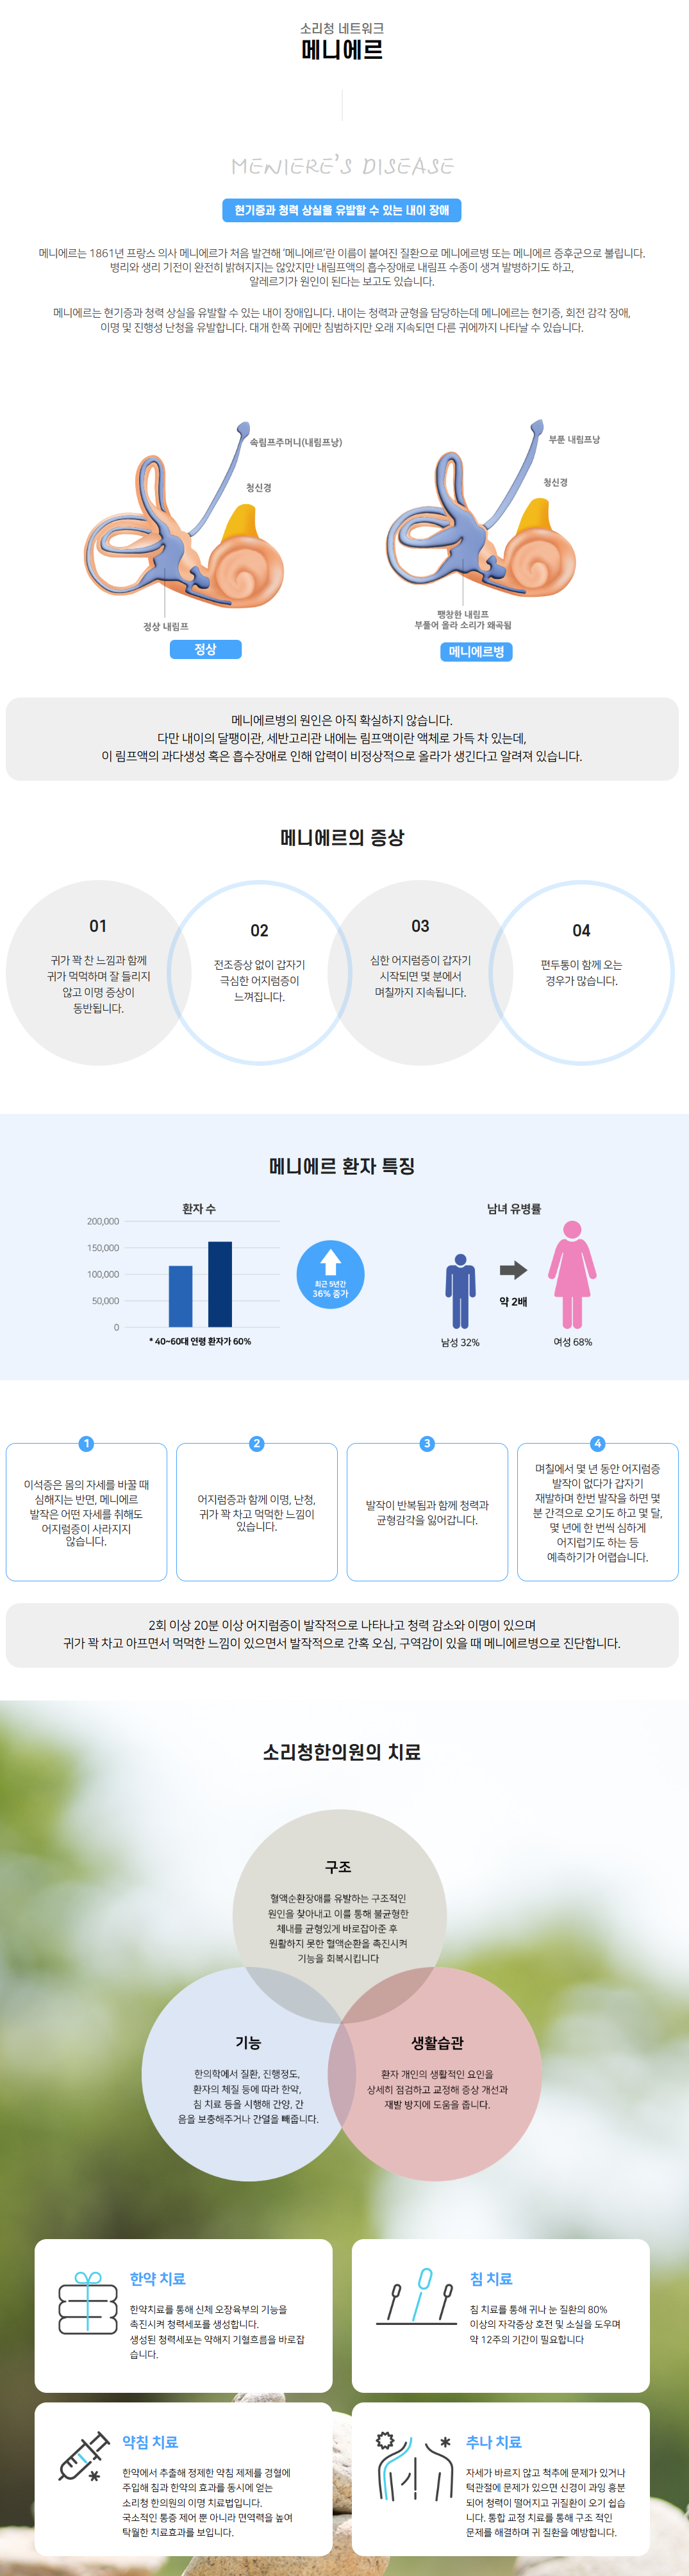 소리청 네트워크
메니에르
MENIERE'S DISEASE
현기증과 청력 상실을 유발할 수 있는 내이 장애
메니에르는 1861년 프랑스 의사 메니에르가 처음 발견해 '메니에르'란 이름이 붙여진 질환으로 메니에르병 또는 메니에르 증후군으로 불립니다.
병리와 생리 기전이 완전히 밝혀지지는 않았지만 내림프액의 흡수장애로 내림프 수종이 생겨 발병하기도 하고,
알레르기가 원인이 된다는 보고도 있습니다.
메니에르는 현기증과 청력 상실을 유발할 수 있는 내이 장애입니다. 내이는 청력과 균형을 담당하는데 메니에르는 현기증, 회전 감각 장애,
이명 및 진행성 난청을 유발합니다. 대개 한쪽 귀에만 침범하지만 오래 지속되면 다른 귀에까지 나타날 수 있습니다.
속림프주머니(내림프낭)
청신경
정상 내림프
정상
부푼 내림프낭
청신경
팽창한 내림프
부풀어 올라 소리가 왜곡됨
메니에르병
메니에르병의 원인은 아직 확실하지 않습니다.
다만 내이의 달팽이관, 세반고리관 내에는 림프액이란 액체로 가득 차 있는데,
이 림프액의 과다생성 혹은 흡수장애로 인해 압력이 비정상적으로 올라가 생긴다고 알려져 있습니다.
메니에르의 증상
01
귀가 꽉 찬 느낌과 함께
귀가 먹먹하며 잘 들리지
않고 이명 증상이
동반됩니다.
02
전조증상 없이 갑자기
극심한 어지럼증이
느껴집니다.
03
심한 어지럼증이 갑자기
시작되면 몇 분에서
며칠까지 지속됩니다.
04
편두통이 함께 오는
경우가 많습니다.
메니에르 환자 특징
환자 수
200,000
150,000
100,000
50,000
0
* 40~60대 연령 환자가 60%
최근 5년간
36% 증가
남녀 유병률
약 2배
남성 32%
여성 68%
1
이석증은 몸의 자세를 바꿀 때
심해지는 반면, 메니에르
발작은 어떤 자세를 취해도
어지럼증이 사라지지
않습니다.
2
어지럼증과 함께 이명, 난청,
귀가 꽉 차고 먹먹한 느낌이
있습니다.
3
발작이 반복됨과 함께 청력과
균형감각을 잃어갑니다.
4
며칠에서 몇 년 동안 어지럼증
발작이 없다가 갑자기
재발하며 한번 발작을 하면 몇
분 간격으로 오기도 하고 몇 달,
몇 년에 한 번씩 심하게
어지럽기도 하는 등
예측하기가 어렵습니다.
2회 이상 20분 이상 어지럼증이 발작적으로 나타나고 청력 감소와 이명이 있으며
귀가 꽉 차고 아프면서 먹먹한 느낌이 있으면서 발작적으로 간혹 오심, 구역감이 있을 때 메니에르병으로 진단합니다.
소리청한의원의 치료
구조
혈액순환장애를 유발하는 구조적인
원인을 찾아내고 이를 통해 불균형한
체내를 균형있게 바로잡아준 후
원활하지 못한 혈액순환을 촉진시켜
기능을 회복시킵니다
기능
한의학에서 질환, 진행정도,
환자의 체질 등에 따라 한약,
침 치료 등을 시행해 간양, 간
음을 보충해주거나 간열을 빼줍니다.
생활습관
환자 개인의 생활적인 요인을
상세히 점검하고 교정해 증상 개선과
재발 방지에 도움을 줍니다.
한약 치료
한약치료를 통해 신체 오장육부의 기능을
촉진시켜 청력세포를 생성합니다.
생성된 청력세포는 약해지 기혈흐름을 바로잡
습니다.
침 치료
침 치료를 통해 귀나 눈 질환의 80%
이상의 자각증상 호전 및 소실을 도우며
약 12주의 기간이 필요합니다
약침 치료
한약에서 추출해 정제한 약침 제제를 경혈에
주입해 침과 한약의 효과를 동시에 얻는
소리청 한의원의 이명 치료법입니다.
국소적인 통증 제어 뿐 아니라 면역력을 높여
탁월한 치료효과를 보입니다.
추나 치료
자세가 바르지 않고 척추에 문제가 있거나
턱관절에 문제가 있으면 신경이 과잉 흥분
되어 청력이 떨어지고 귀질환이 오기 쉽습
니다. 통합 교정 치료를 통해 구조 적인
문제를 해결하며 귀 질환을 예방합니다.